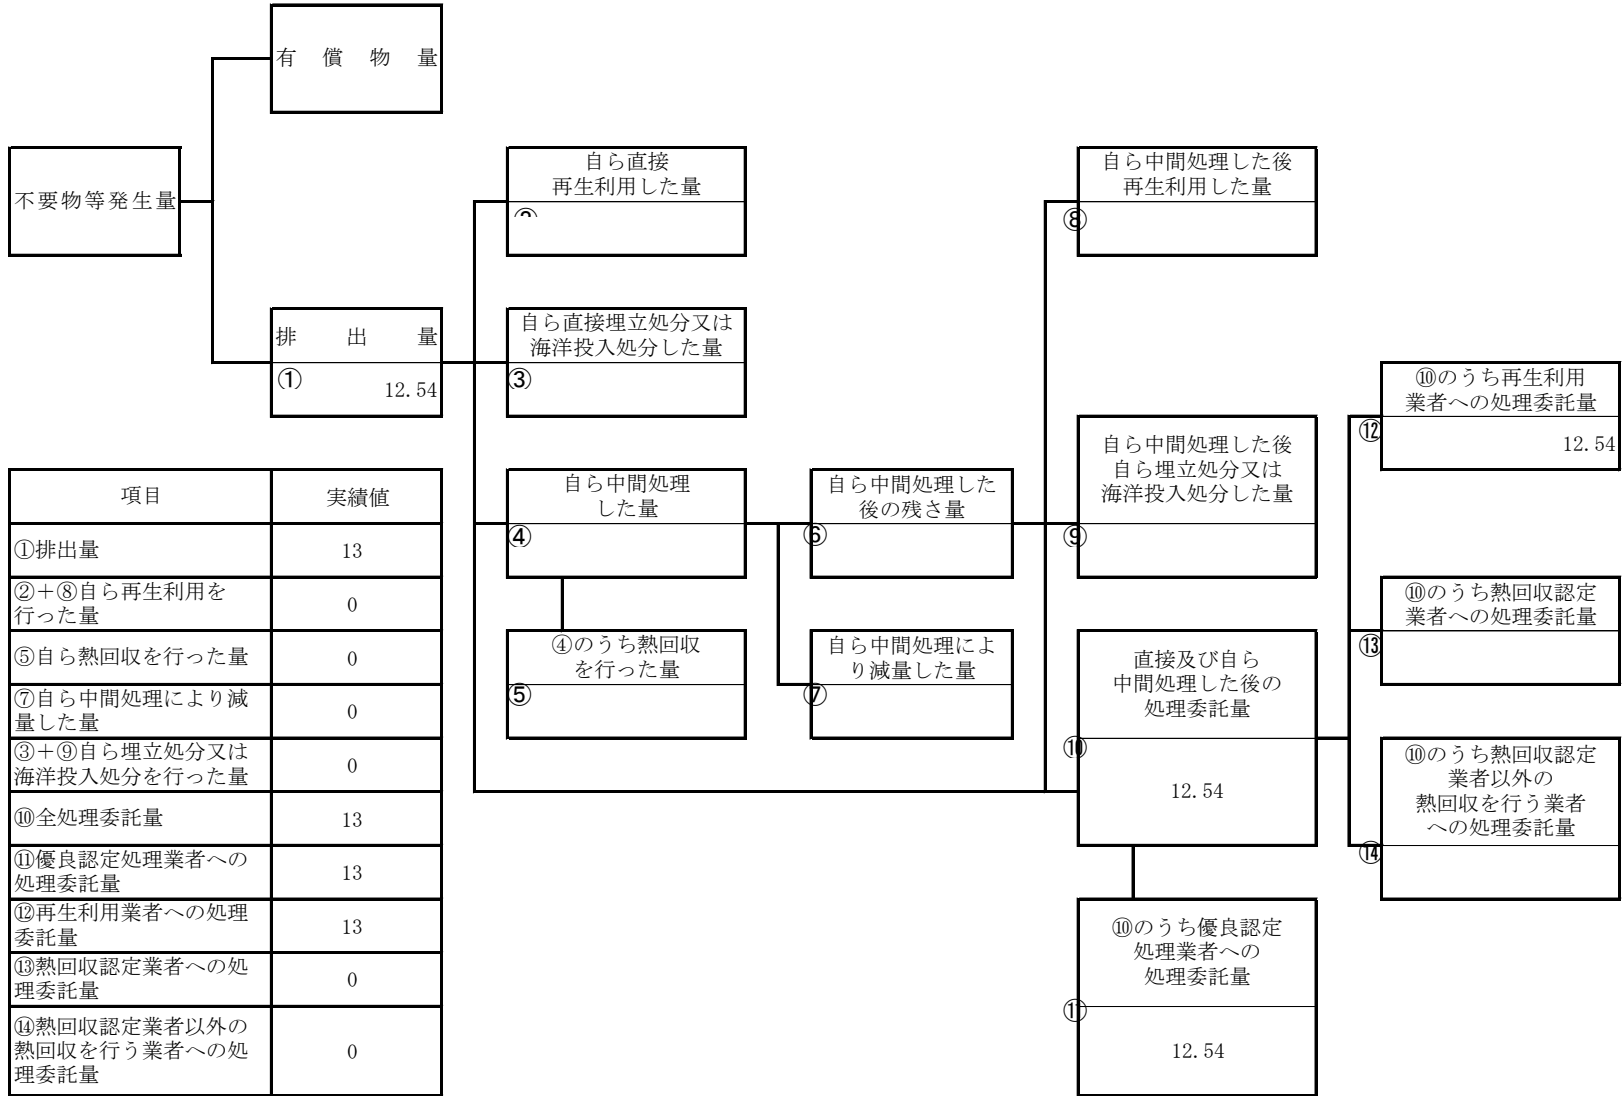 有償物量
不要物等発生量
排出量
①
12.54
自ら直接
再生利用した量
②
自ら直接埋立処分又は
海洋投入処分した量
③
自ら中間処理
した量
④
④のうち熱回収
を行った量
⑤
自ら中間処理した
後の残さ量
⑥
自ら中間処理によ
り減量した量
⑦
自ら中間処理した後
再生利用した量
⑧
自ら中間処理した後
自ら埋立処分又は
海洋投入処分した量
⑨
直接及び自ら
中間処理した後の
処理委託量
⑩
12.54
⑩のうち優良認定
処理業者への
処理委託量
⑪
12.54
⑩のうち再生利用
業者への処理委託量
⑫
12.54
⑩のうち熱回収認定
業者への処理委託量
⑬
⑩のうち熱回収認定
業者以外の
熱回収を行う業者
への処理委託量
⑭
項目 実績値
①排出量 13
②+⑧自ら再生利用を
行った量 0
⑤自ら熱回収を行った量 0
⑦自ら中間処理により減
量した量 0
③+⑨自ら埋立処分又は
海洋投入処分を行った量 0
⑩全処理委託量 13
⑪優良認定処理業者への
処理委託量 13
⑫再生利用業者への処理
委託量 13
⑬熱回収認定業者への処
理委託量 0
⑭熱回収認定業者以外の
熱回収を行う業者への処
理委託量 0